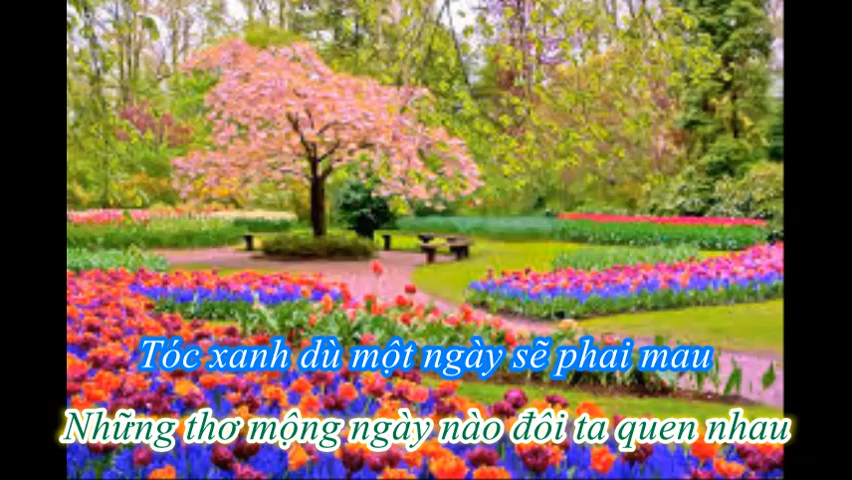 Tóc xanh dù một ngày sẽ phai mau
Những thơ mộng ngày nào đôi ta quen nhau